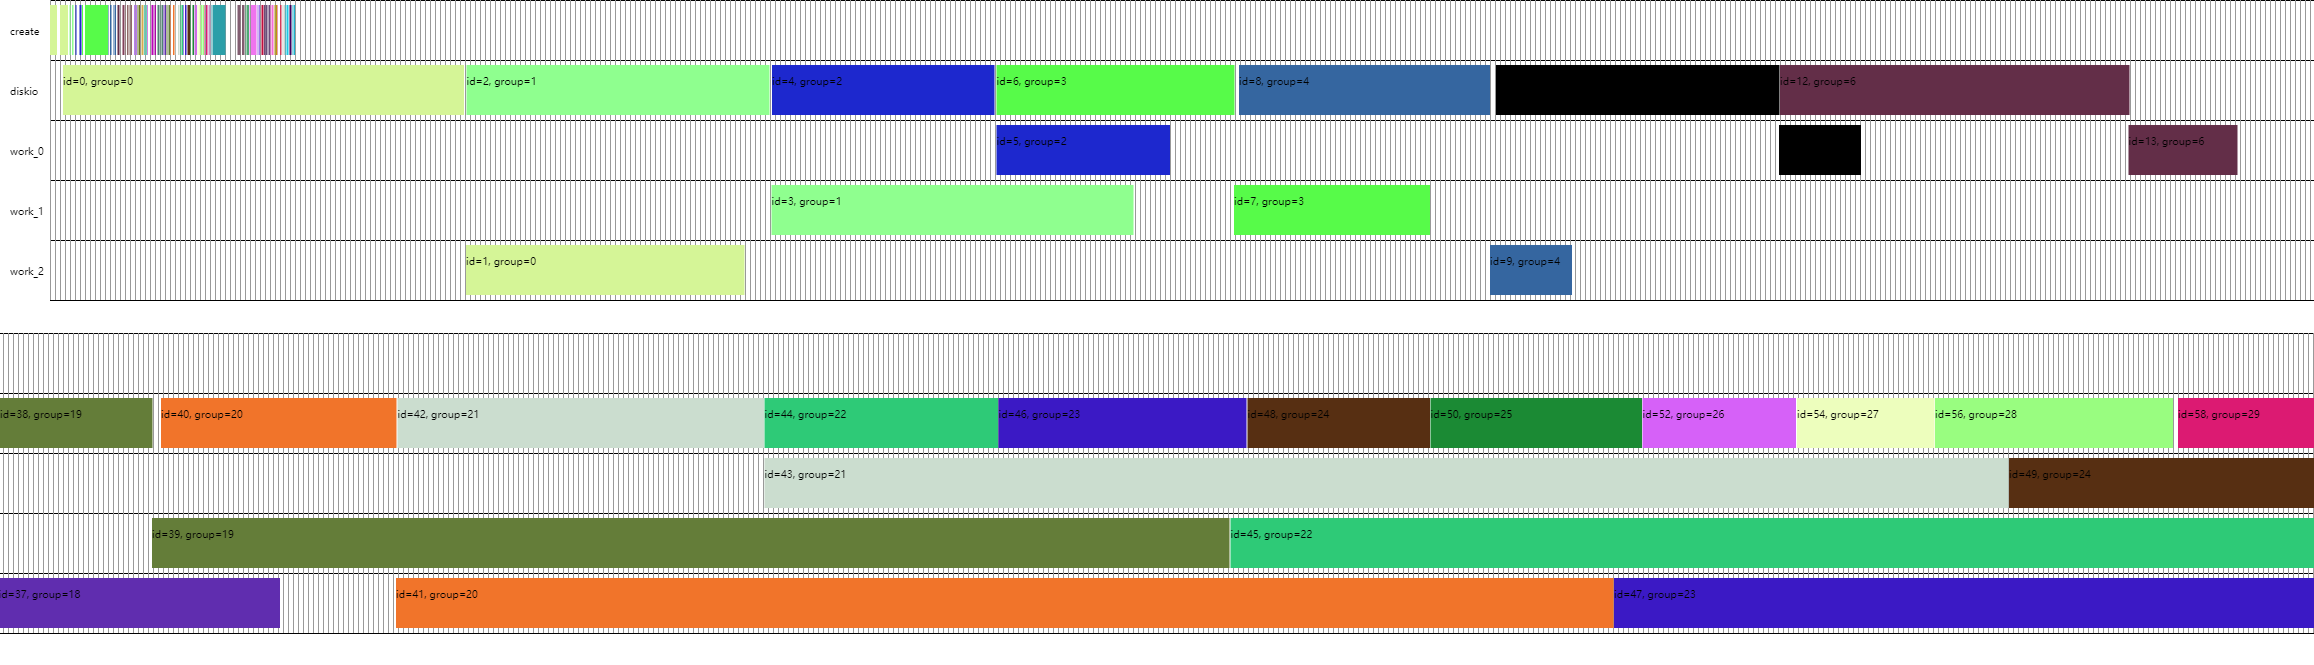 create
diskio
id=0, group=0
id=2, group=1
id=4, group=2
id=6, group=3
id=8, group=4
id=12, group=6
work_0
id=5, group=2
id=13, group=6
work_1
id=3, group=1
id=7, group=3
work_2
id=1, group=0
id=9, group=4
id=38, group=19
id=40, group=20
id=42, group=21
id=44, group=22
id=46, group=23
id=48, group=24
id=50, group=25
id=52, group=26
id=54, group=27
id=56, group=28
id=58, group=29
id=43, group=21
id=49, group=24
id=39, group=19
id=45, group=22
id=37, group=18
id=41, group=20
id=47, group=23